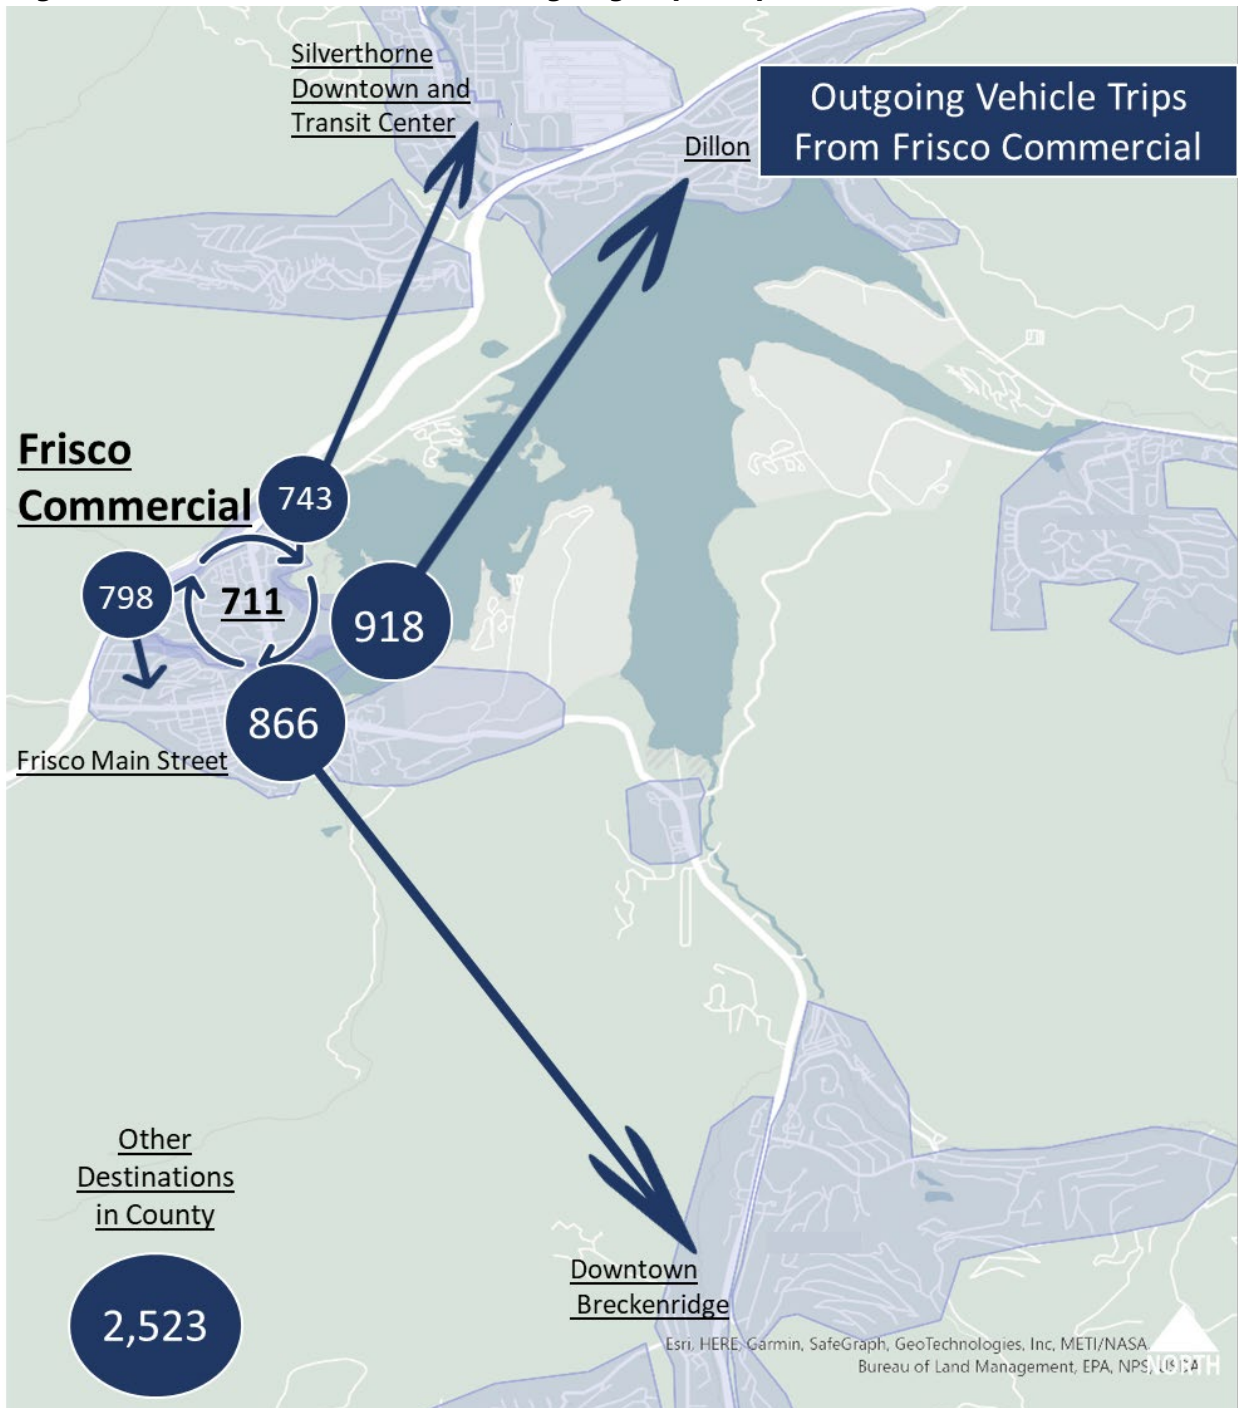 Silverthorne
Downtown and
Transit Center
Dillon
Outgoing Vehicle Trips
From Frisco Commercial
Frisco
Commercial
743
798
711
918
866
Frisco Main Street
Other
Destinations
in County
2,523
Downtown
Breckenridge
Esri, HERE, Garmin, SafeGraph, GeoTechnologies, Inc, METI/NASA,
Bureau of Land Management, EPA, NPS, USDA
NORTH